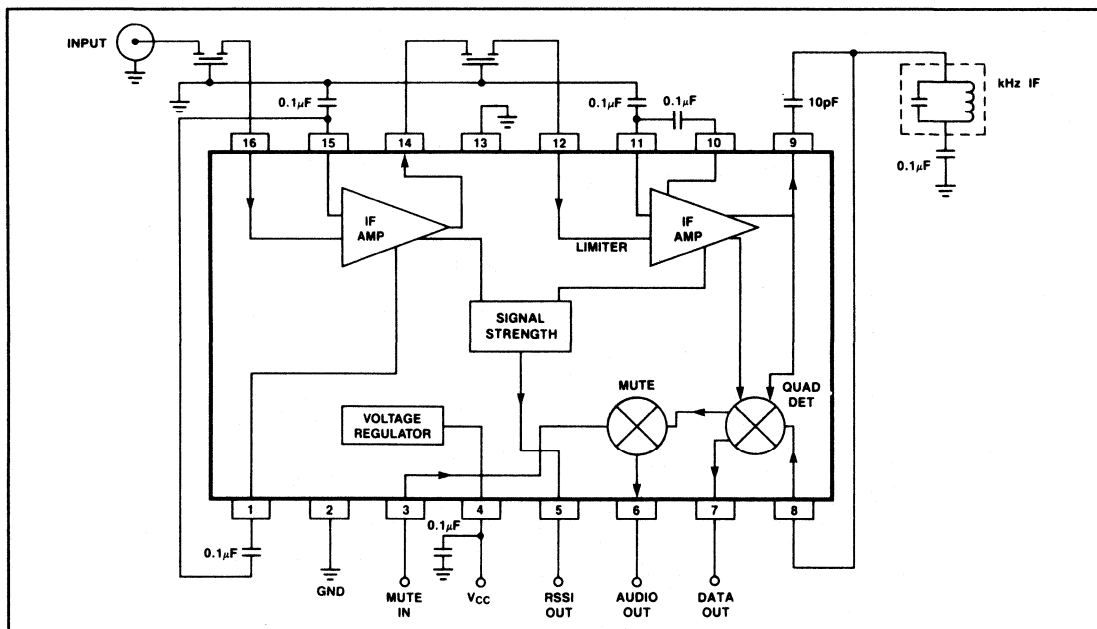 INPUT
kHz IF
0.1μF
0.1μF
0.1μF
10pF
0.1μF
16
15
14
13
12
11
10
9
IF
AMP
LIMITER
IF
AMP
SIGNAL
STRENGTH
MUTE
QUAD
DET
VOLTAGE
REGULATOR
1
2
3
4
5
6
7
8
0.1μF
0.1μF
GND
MUTE
IN
VCC
RSSI
OUT
AUDIO
OUT
DATA
OUT